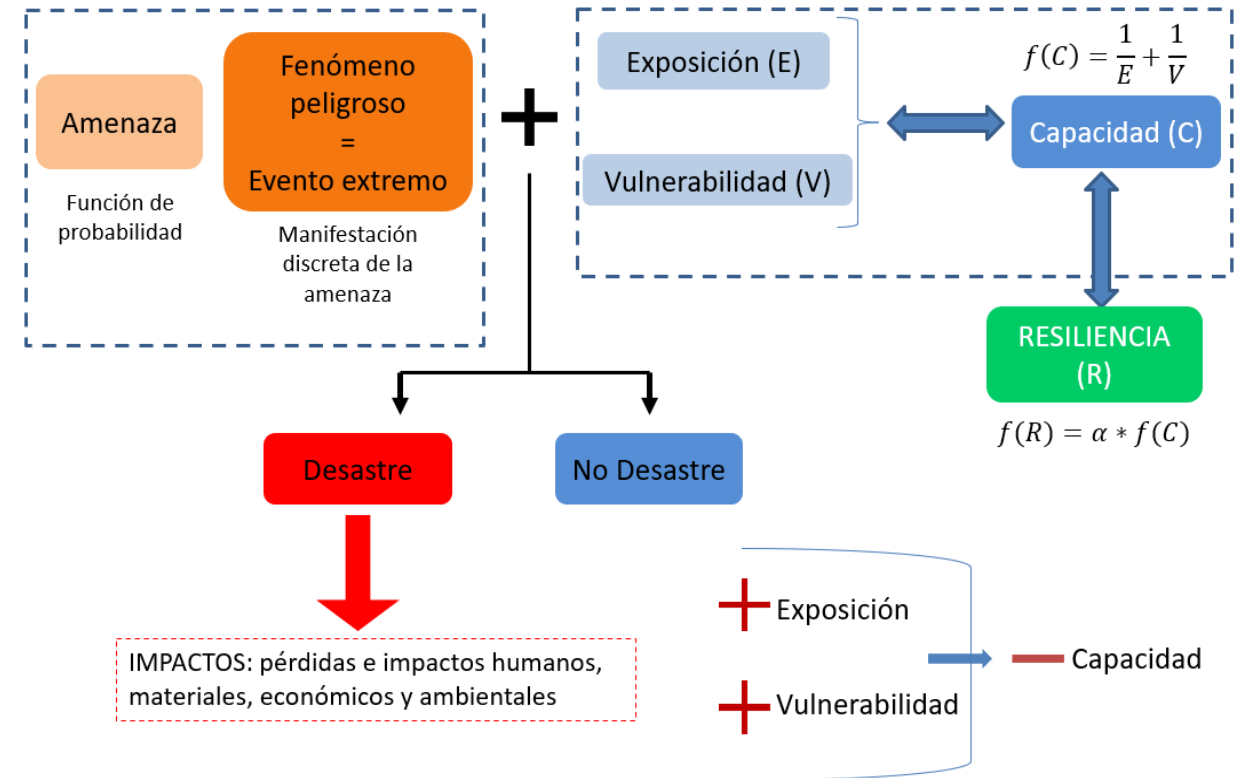 Amenaza
Función de
probabilidad
Fenómeno
peligroso
=
Evento extremo
Manifestación
discreta de la
amenaza
+
Exposición (E)
Vulnerabilidad (V)
f(C) = 1/E + 1/V
Capacidad (C)
RESILIENCIA
(R)
f(R) = α * f(C)
Desastre
No Desastre
IMPACTOS: pérdidas e impactos humanos,
materiales, económicos y ambientales
+ Exposición
+ Vulnerabilidad
− Capacidad